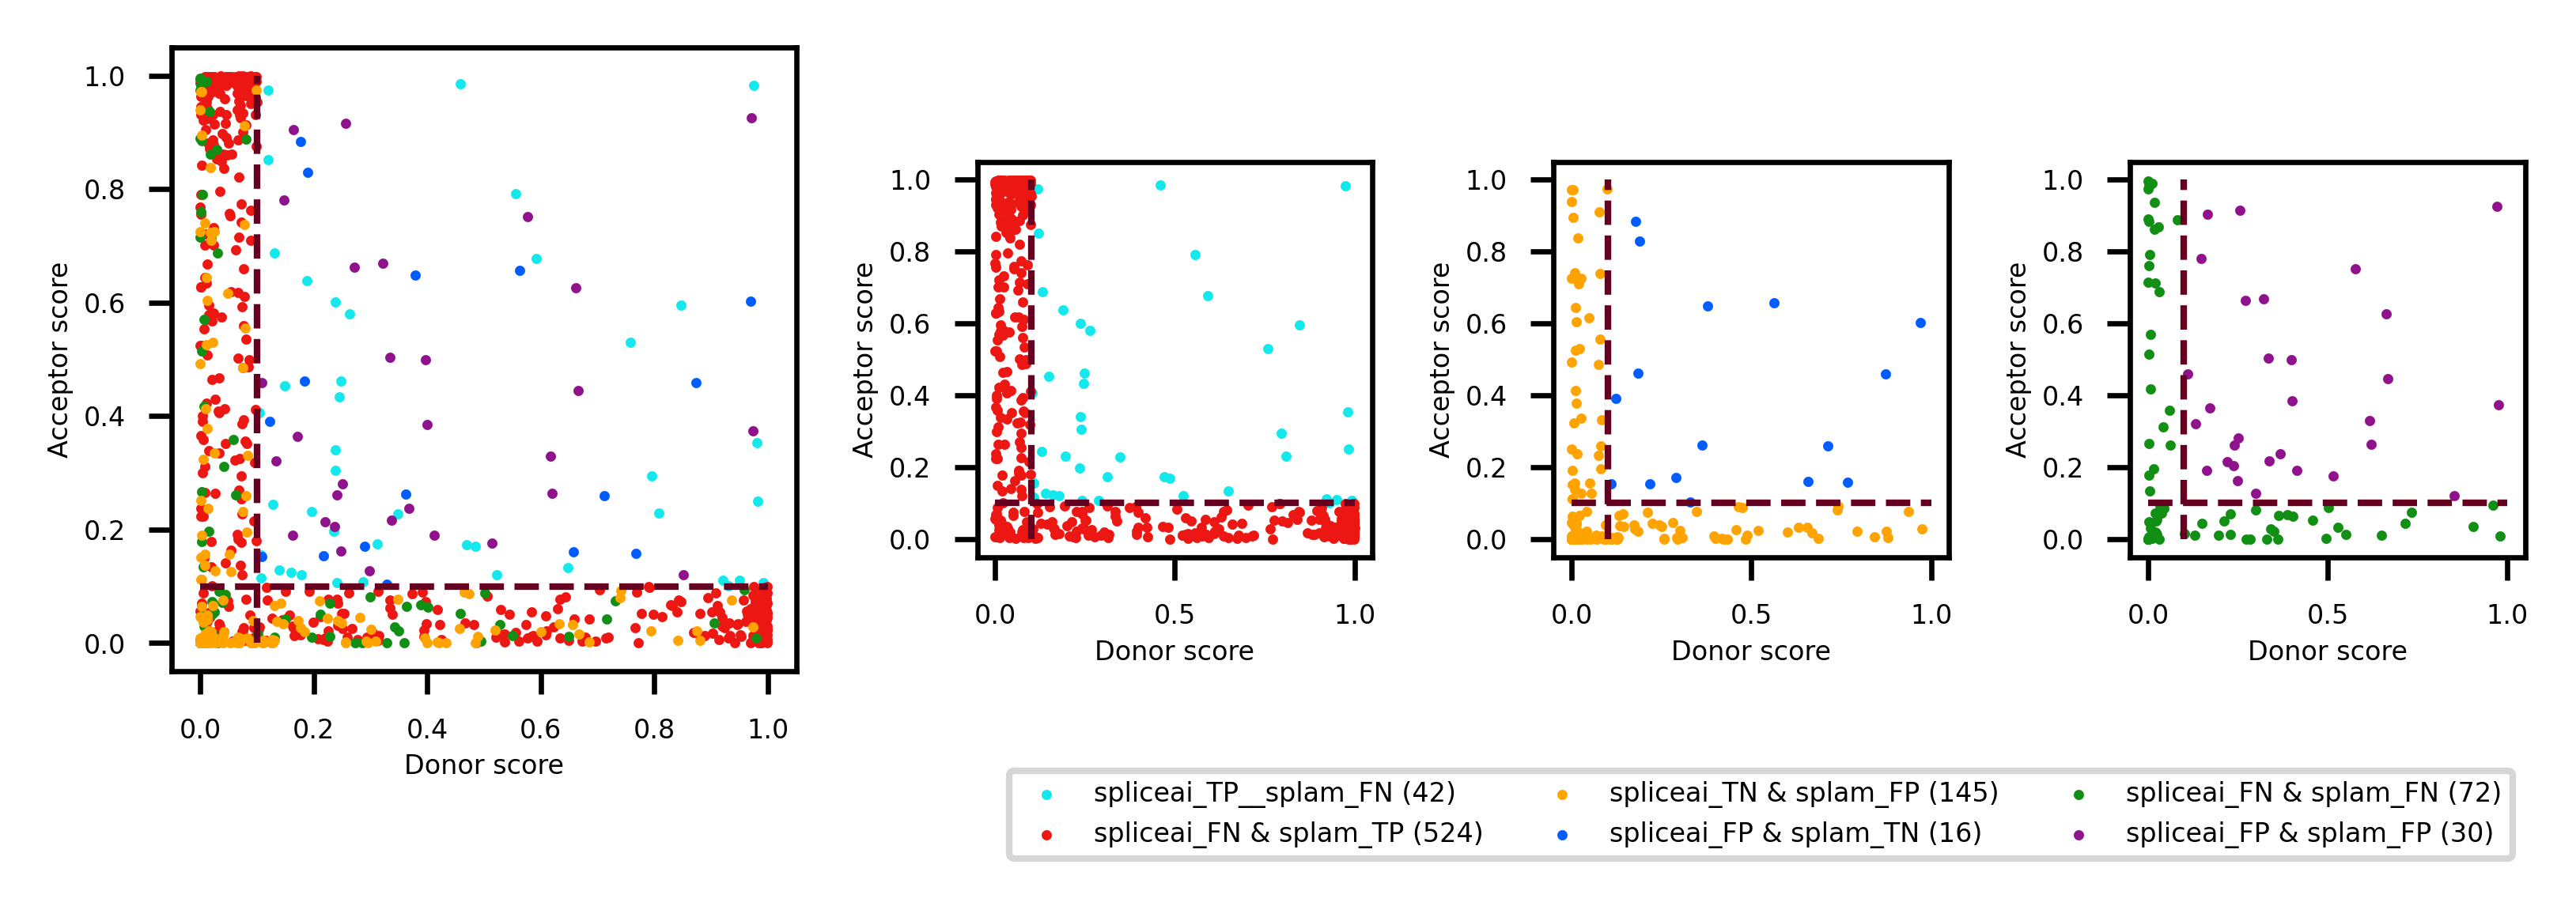 1.0
0.8
0.6
0.4
0.2
0.0
Acceptor score
0.0 0.2 0.4 0.6 0.8 1.0
Donor score
1.0
0.8
0.6
0.4
0.2
0.0
Acceptor score
0.0 0.5 1.0
Donor score
1.0
0.8
0.6
0.4
0.2
0.0
Acceptor score
0.0 0.5 1.0
Donor score
1.0
0.8
0.6
0.4
0.2
0.0
Acceptor score
0.0 0.5 1.0
Donor score
spliceai_TP__splam_FN (42)
spliceai_FN & splam_TP (524)
spliceai_TN & splam_FP (145)
spliceai_FP & splam_TN (16)
spliceai_FN & splam_FN (72)
spliceai_FP & splam_FP (30)